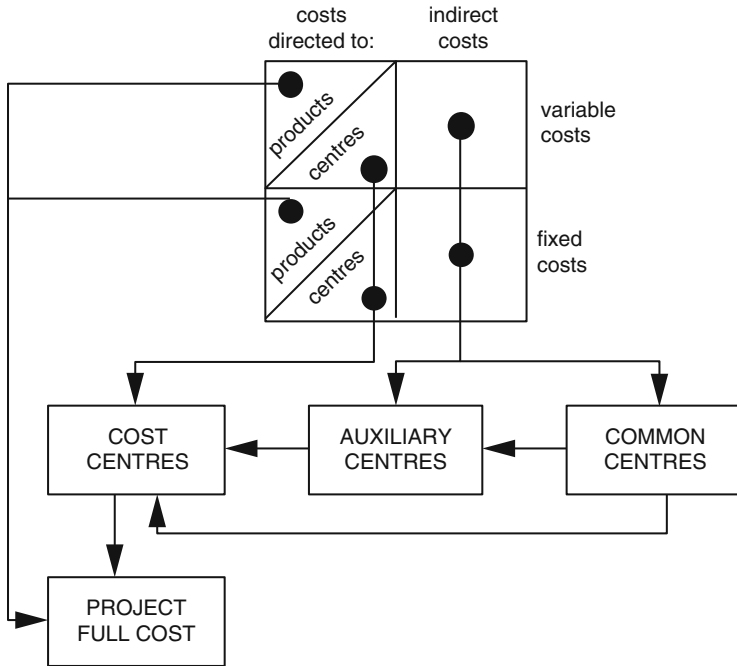 costs
directed to:
indirect
costs
products
centres
variable
costs
products
centres
fixed
costs
COST
CENTRES
AUXILIARY
CENTRES
COMMON
CENTRES
PROJECT
FULL COST